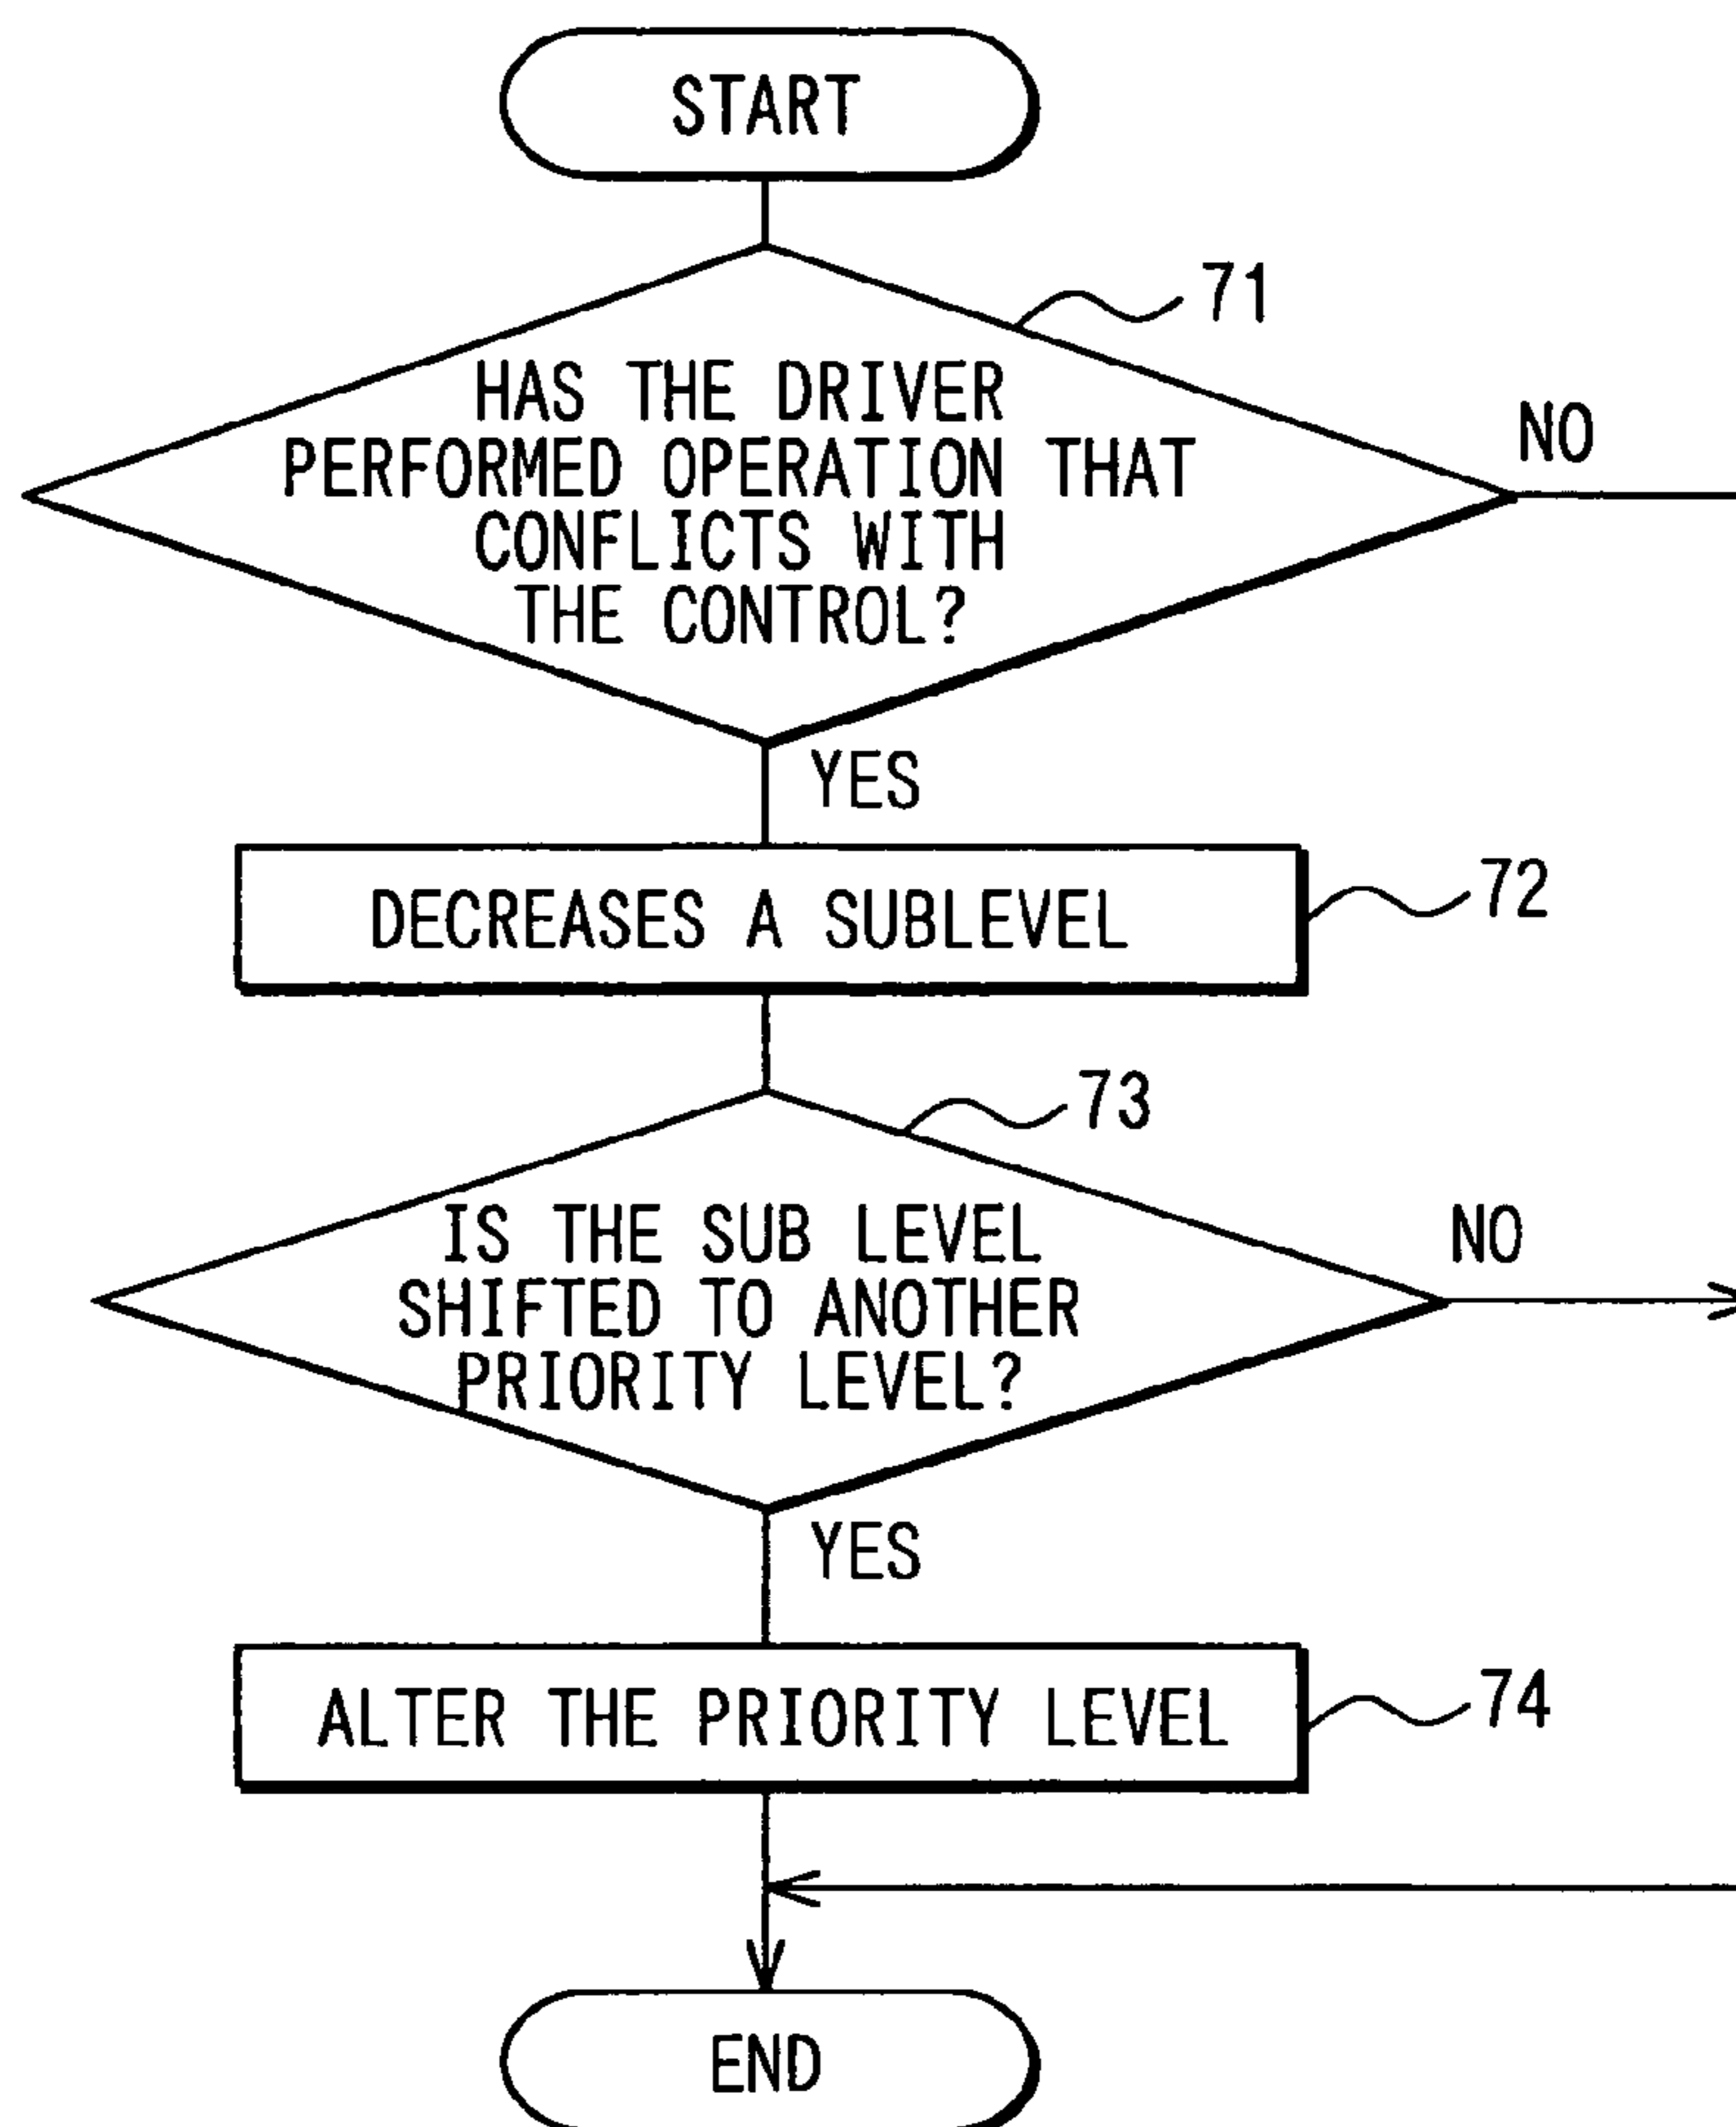 START
71
HAS THE DRIVER
PERFORMED OPERATION THAT
CONFLICTS WITH
THE CONTROL?
NO
YES
DECREASES A SUBLEVEL
72
73
IS THE SUB LEVEL
SHIFTED TO ANOTHER
PRIORITY LEVEL?
NO
YES
ALTER THE PRIORITY LEVEL
74
END